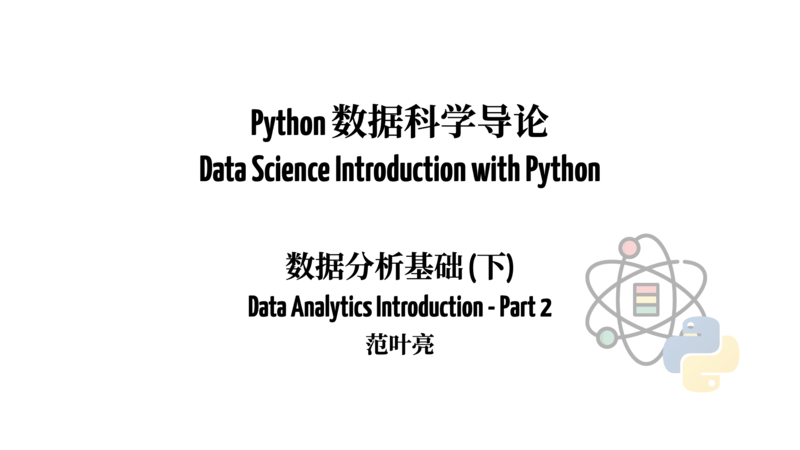 Python 数据科学导论
Data Science Introduction with Python
数据分析基础 (下)
Data Analytics Introduction - Part 2
范叶亮